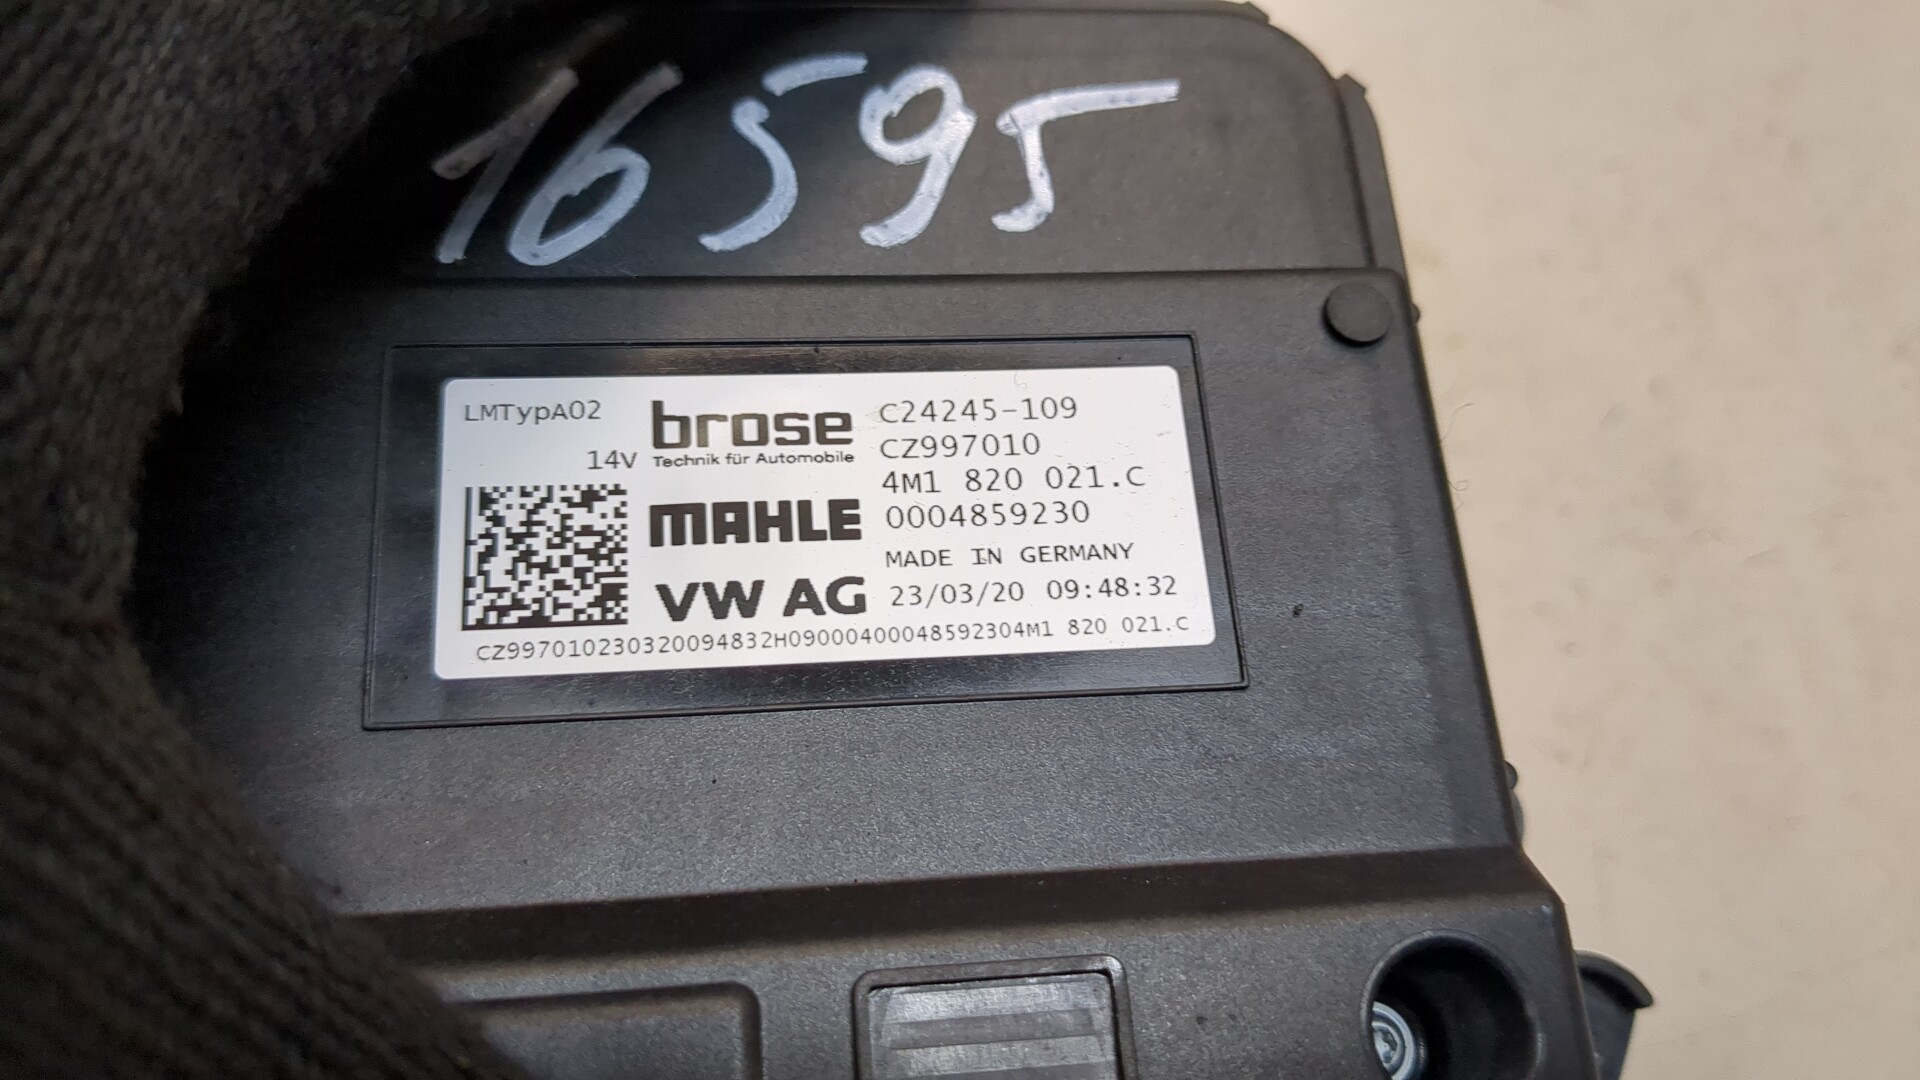 16595
LMTypA02
14V
brose
Technik für Automobile
MAHLE
VW AG
C24245-109
CZ997010
4M1 820 021.C
0004859230
MADE IN GERMANY
23/03/20 09:48:32
CZ997010230320094832H09000400048592304M1 820 021.C